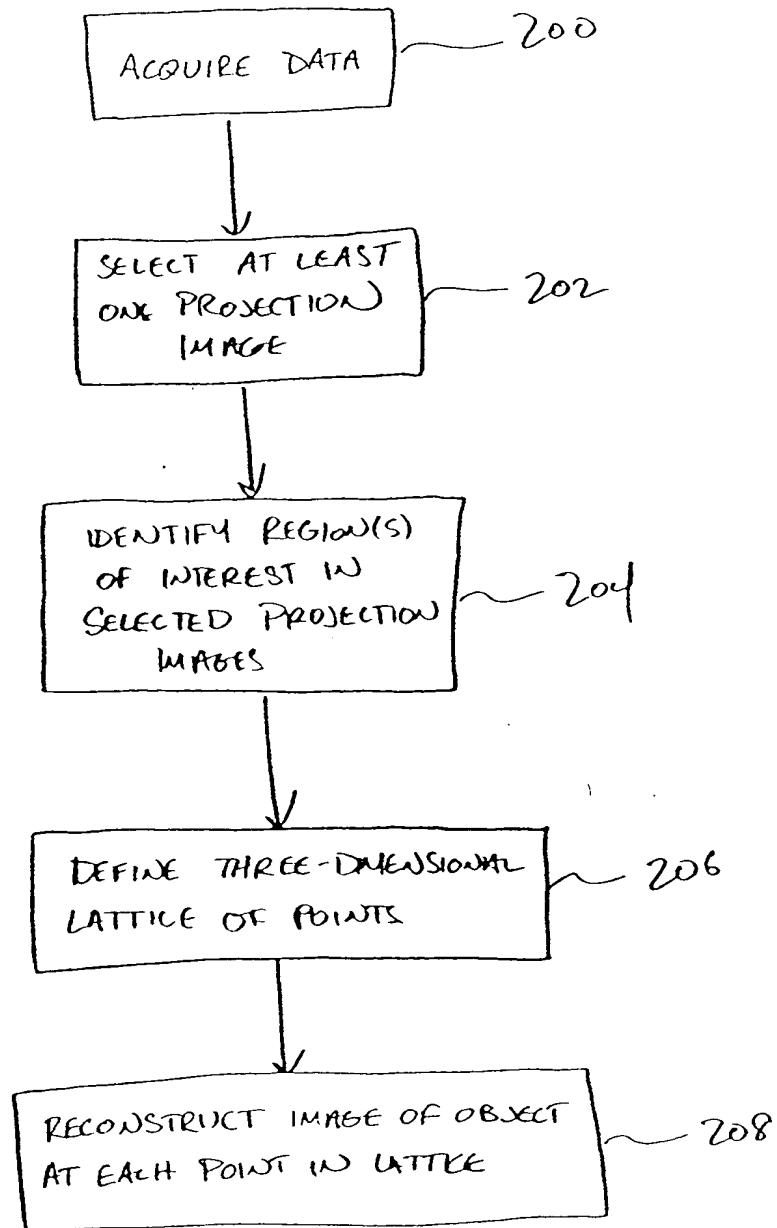 ACQUIRE DATA
200
SELECT AT LEAST
ONE PROJECTION
IMAGE
202
IDENTIFY REGION(S)
OF INTEREST IN
SELECTED PROJECTION
IMAGES
204
DEFINE THREE-DIMENSIONAL
LATTICE OF POINTS
206
RECONSTRUCT IMAGE OF OBJECT
AT EACH POINT IN LATTICE
208